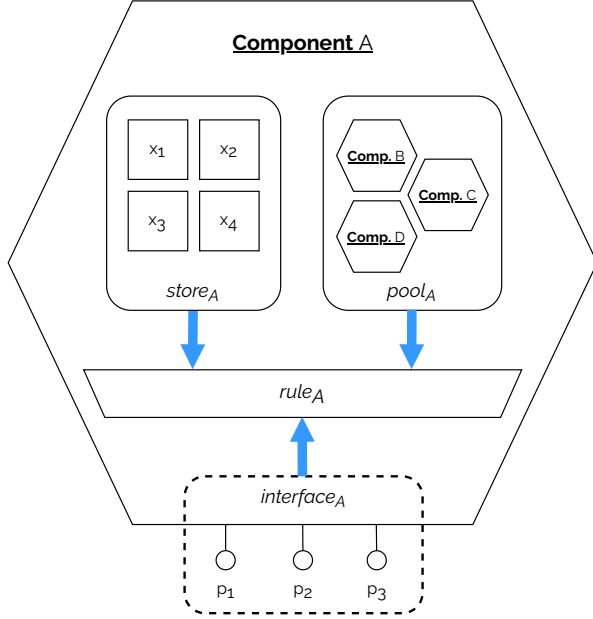 Component A
x1 x2
x3 x4
storeA
Comp. B
Comp. C
Comp. D
poolA
ruleA
interfaceA
p1 p2 p3